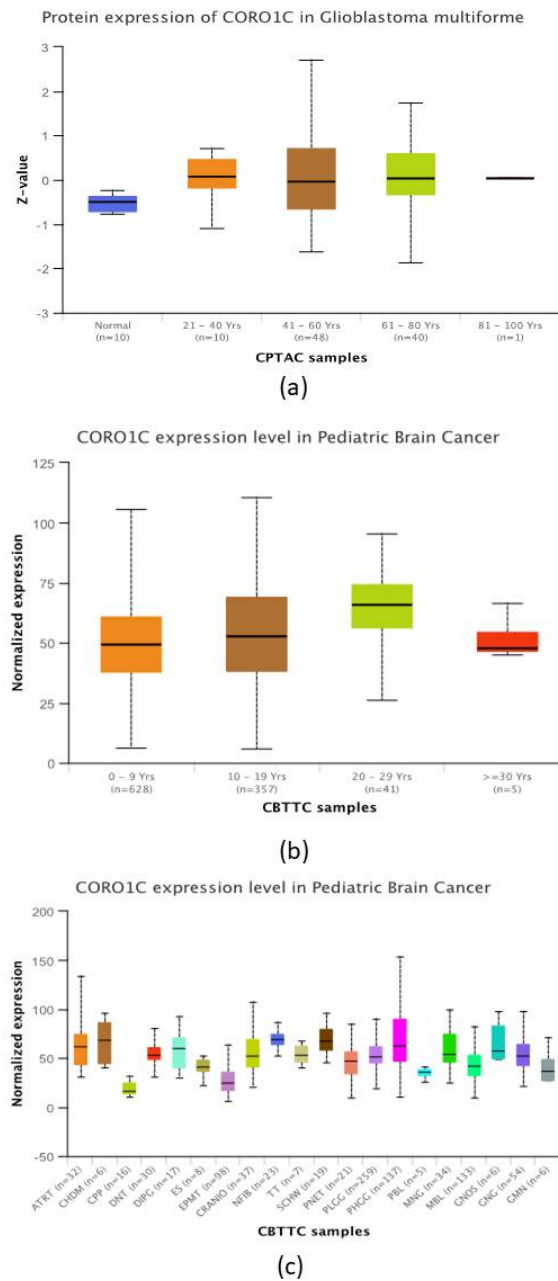 Protein expression of CORO1C in Glioblastoma multiforme
Z-value
3
2
1
0
-1
-2
-3
Normal
(n=10)
21 – 40 Yrs
(n=10)
41 – 60 Yrs
(n=48)
61 – 80 Yrs
(n=40)
81 – 100 Yrs
(n=1)
CPTAC samples
(a)
CORO1C expression level in Pediatric Brain Cancer
Normalized expression
125
100
75
50
25
0
0 – 9 Yrs
(n=628)
10 – 19 Yrs
(n=357)
20 – 29 Yrs
(n=41)
>=30 Yrs
(n=5)
CBTTC samples
(b)
CORO1C expression level in Pediatric Brain Cancer
Normalized expression
200
150
100
50
0
-50
ATRT (n=32)
CHDM (n=6)
CPP (n=16)
DNT (n=30)
DIPG (n=17)
ES (n=8)
EPMT (n=98)
CRANIO (n=37)
NFIB (n=23)
TT (n=7)
SCHW (n=19)
PNET (n=21)
PLGG (n=259)
PHGG (n=137)
PBL (n=5)
MNG (n=34)
MBL (n=133)
GNOS (n=6)
GNG (n=54)
GMN (n=6)
CBTTC samples
(c)